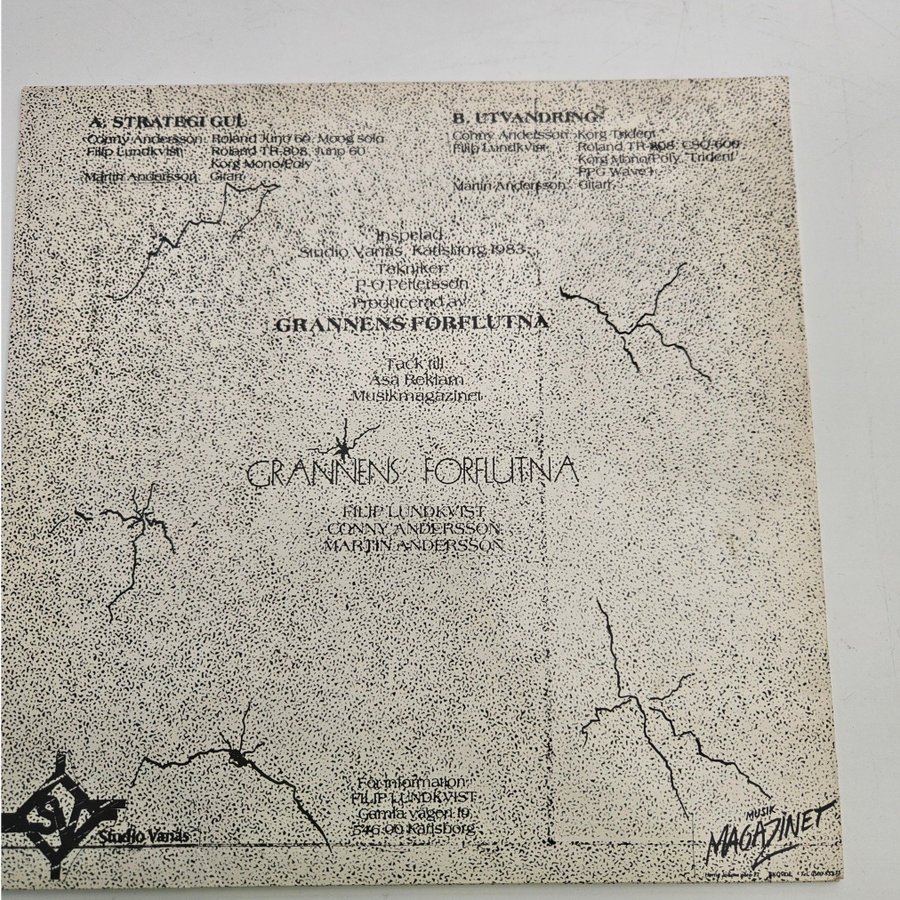 A: STRATEGI GUL
Conny Andersson: Roland Juno 60, Moog solo
Filip Lundkvist: Roland TR-808, Junp 60
Korg Mono/Poly
Martin Andersson: Gitarr
B. UTVANDRING:
Conny Andersson: Korg Trident
Filip Lundkvist: Roland TR-808, CSQ-600
Korg Mono/Poly, Trident
PPG Wave
Martin Andersson: Gitarr
Inspelad
Studio Vanäs, Karlsborg 1983
Tekniker
P-O Petersson
Producerad av
GRANNENS FÖRFLUTNA
Tack till
Åsa Reklam
Musikmagazinet
GRANNENS FÖRFLUTNA
FILIP LUNDKVIST
CONNY ANDERSSON
MARTIN ANDERSSON
För information:
FILIP LUNDKVIST
Gamla vägen 19
546 00 Karlsborg
Studio Vanäs
MUSIK
MAGAZINET